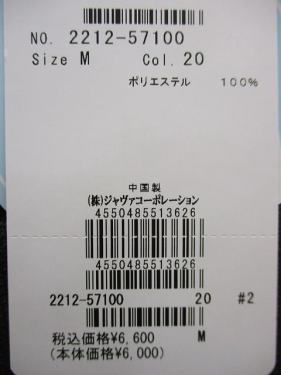 NO. 2212-57100
Size M Col. 20
ポリエステル 100%
中国製
(株)ジャヴァコーポレーション
4550485513626
4550485513626
2212-57100 20 #2
税込価格¥6,600 M
(本体価格¥6,000)